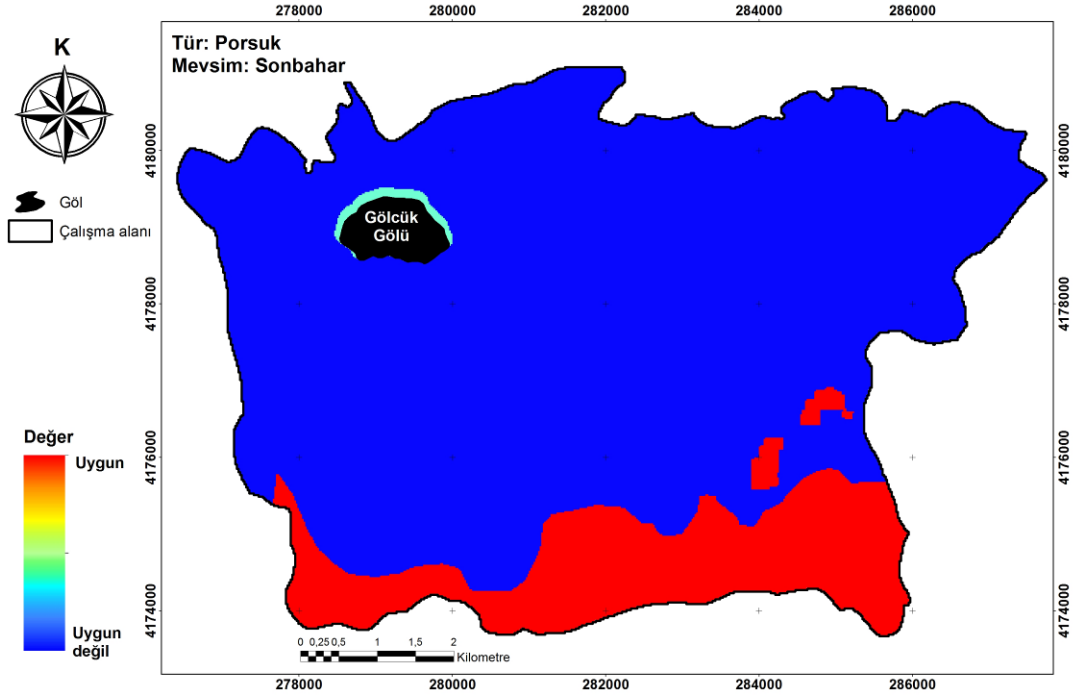 278000 280000 282000 284000 286000
Tür: Porsuk
Mevsim: Sonbahar
K
Göl
Çalışma alanı
Gölcük
Gölü
4180000
4178000
4176000
4174000
4180000
4178000
4176000
4174000
Değer
Uygun
Uygun
değil
0 0,25 0,5 1 1,5 2
Kilometre
278000 280000 282000 284000 286000